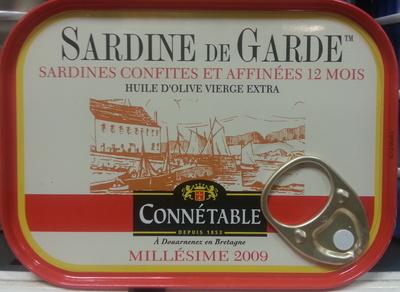 SARDINE DE GARDE™
SARDINES CONFITES ET AFFINÉES 12 MOIS
HUILE D'OLIVE VIERGE EXTRA
CONNÉTABLE
DEPUIS 1853
À Douarnenez en Bretagne
MILLÉSIME 2009